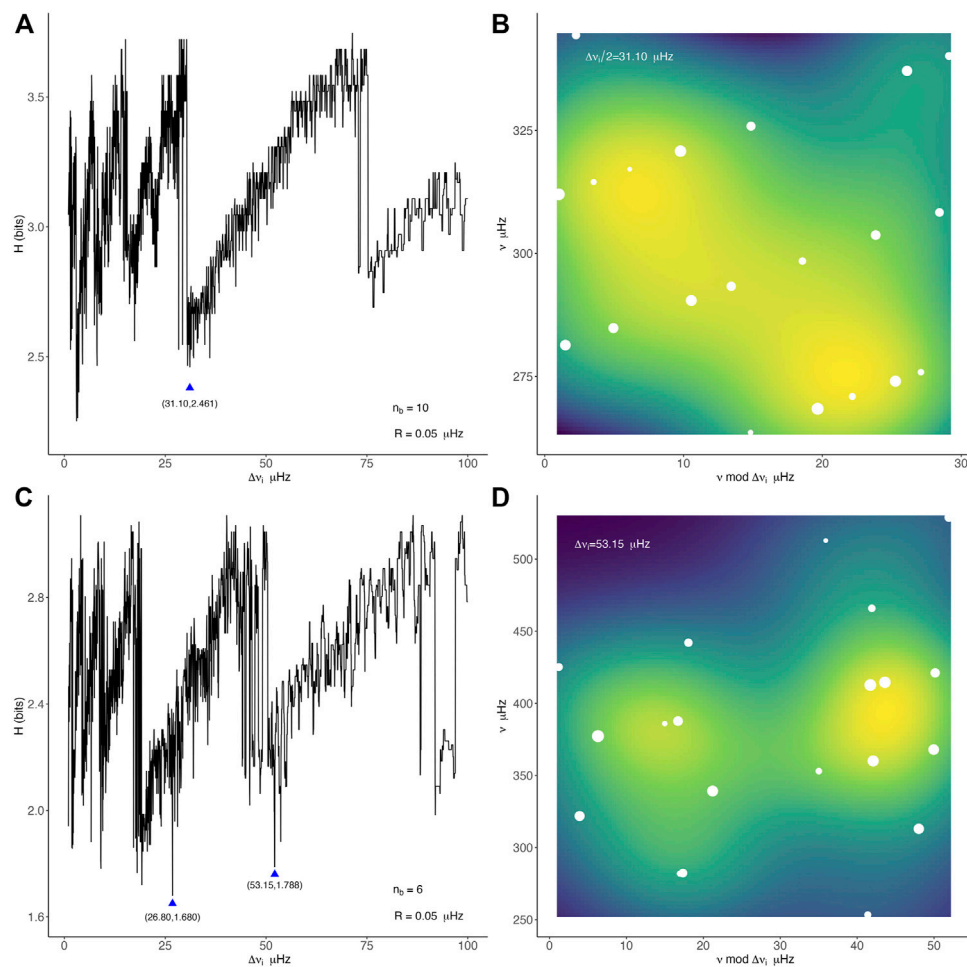 A
H (bits)
3.5
3.0
2.5
(31.10,2.461)
n_b = 10
R = 0.05 μHz
0 25 50 75 100
Δν_i μHz
B
Δν_i/2=31.10 μHz
ν μHz
325
300
275
0 10 20 30
ν mod Δν_i μHz
C
H (bits)
2.8
2.4
2.0
1.6
(53.15,1.788)
(26.80,1.680)
n_b = 6
R = 0.05 μHz
0 25 50 75 100
Δν_i μHz
D
Δν_i=53.15 μHz
ν μHz
500
450
400
350
300
250
0 10 20 30 40 50
ν mod Δν_i μHz